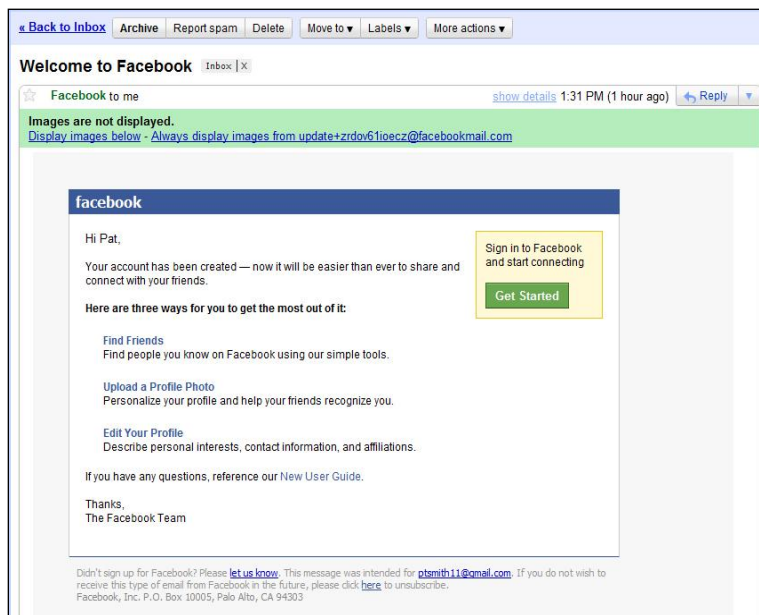 « Back to Inbox Archive Report spam Delete Move to ▾ Labels ▾ More actions ▾
Welcome to Facebook Inbox | X
Facebook to me show details 1:31 PM (1 hour ago) Reply ▾
Images are not displayed.
Display images below - Always display images from update+zrdov61ioecz@facebookmail.com
facebook
Hi Pat,
Your account has been created — now it will be easier than ever to share and
connect with your friends.
Here are three ways for you to get the most out of it:
Find Friends
Find people you know on Facebook using our simple tools.
Upload a Profile Photo
Personalize your profile and help your friends recognize you.
Edit Your Profile
Describe personal interests, contact information, and affiliations.
If you have any questions, reference our New User Guide.
Thanks,
The Facebook Team
Sign in to Facebook
and start connecting
Get Started
Didn't sign up for Facebook? Please let us know. This message was intended for ptsmith11@gmail.com. If you do not wish to
receive this type of email from Facebook in the future, please click here to unsubscribe.
Facebook, Inc. P.O. Box 10005, Palo Alto, CA 94303